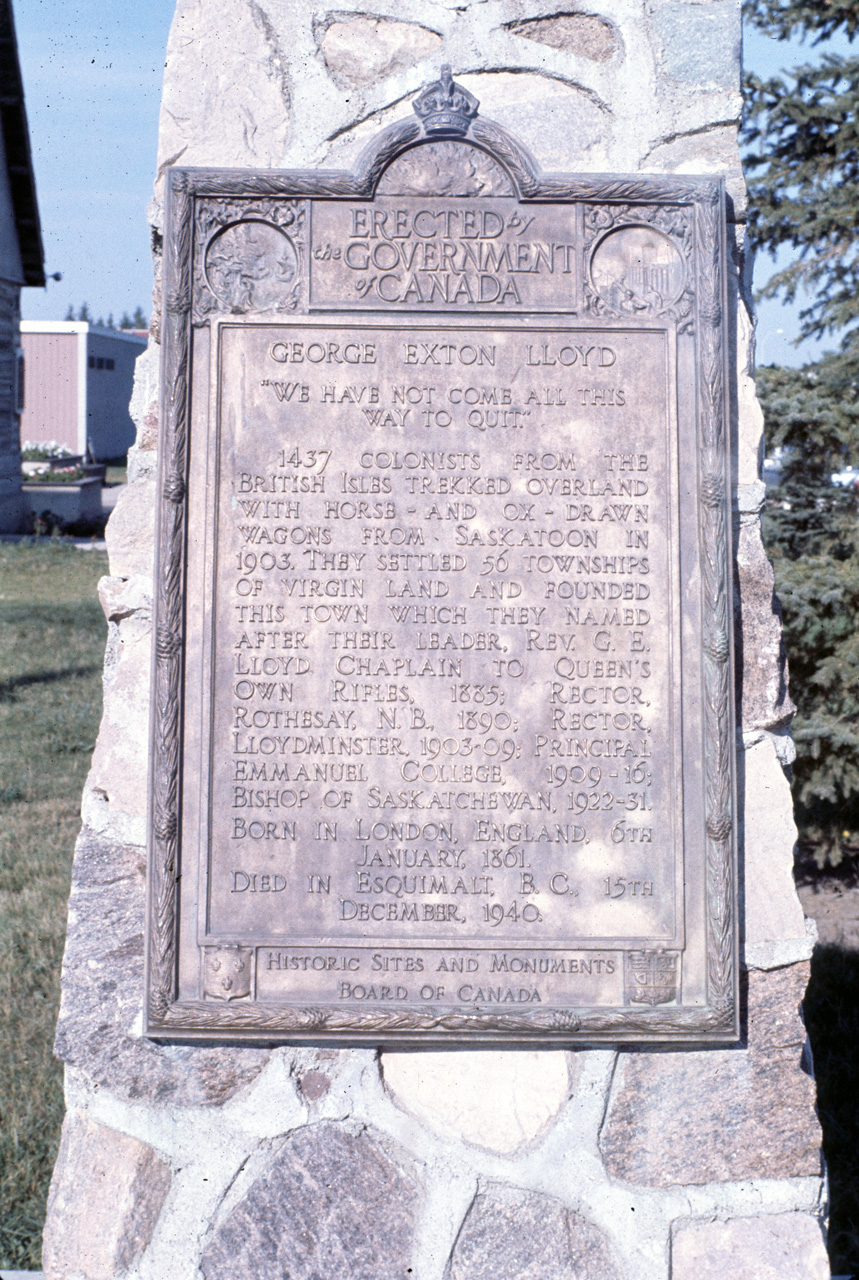 ERECTED by
the GOVERNMENT
of CANADA
GEORGE EXTON LLOYD
"WE HAVE NOT COME ALL THIS
WAY TO QUIT."
1437 COLONISTS FROM THE
BRITISH ISLES TREKKED OVERLAND
WITH HORSE-AND OX-DRAWN
WAGONS FROM SASKATOON IN
1903. THEY SETTLED 56 TOWNSHIPS
OF VIRGIN LAND AND FOUNDED
THIS TOWN WHICH THEY NAMED
AFTER THEIR LEADER, REV. G. E.
LLOYD CHAPLAIN TO QUEEN'S
OWN RIFLES, 1885; RECTOR,
ROTHESAY, N.B., 1890; RECTOR,
LLOYDMINSTER, 1903-09; PRINCIPAL
EMMANUEL COLLEGE, 1909-16;
BISHOP OF SASKATCHEWAN, 1922-31.
BORN IN LONDON, ENGLAND, 6TH
JANUARY, 1861.
DIED IN ESQUIMALT, B.C., 15TH
DECEMBER, 1940.
HISTORIC SITES AND MONUMENTS
BOARD OF CANADA